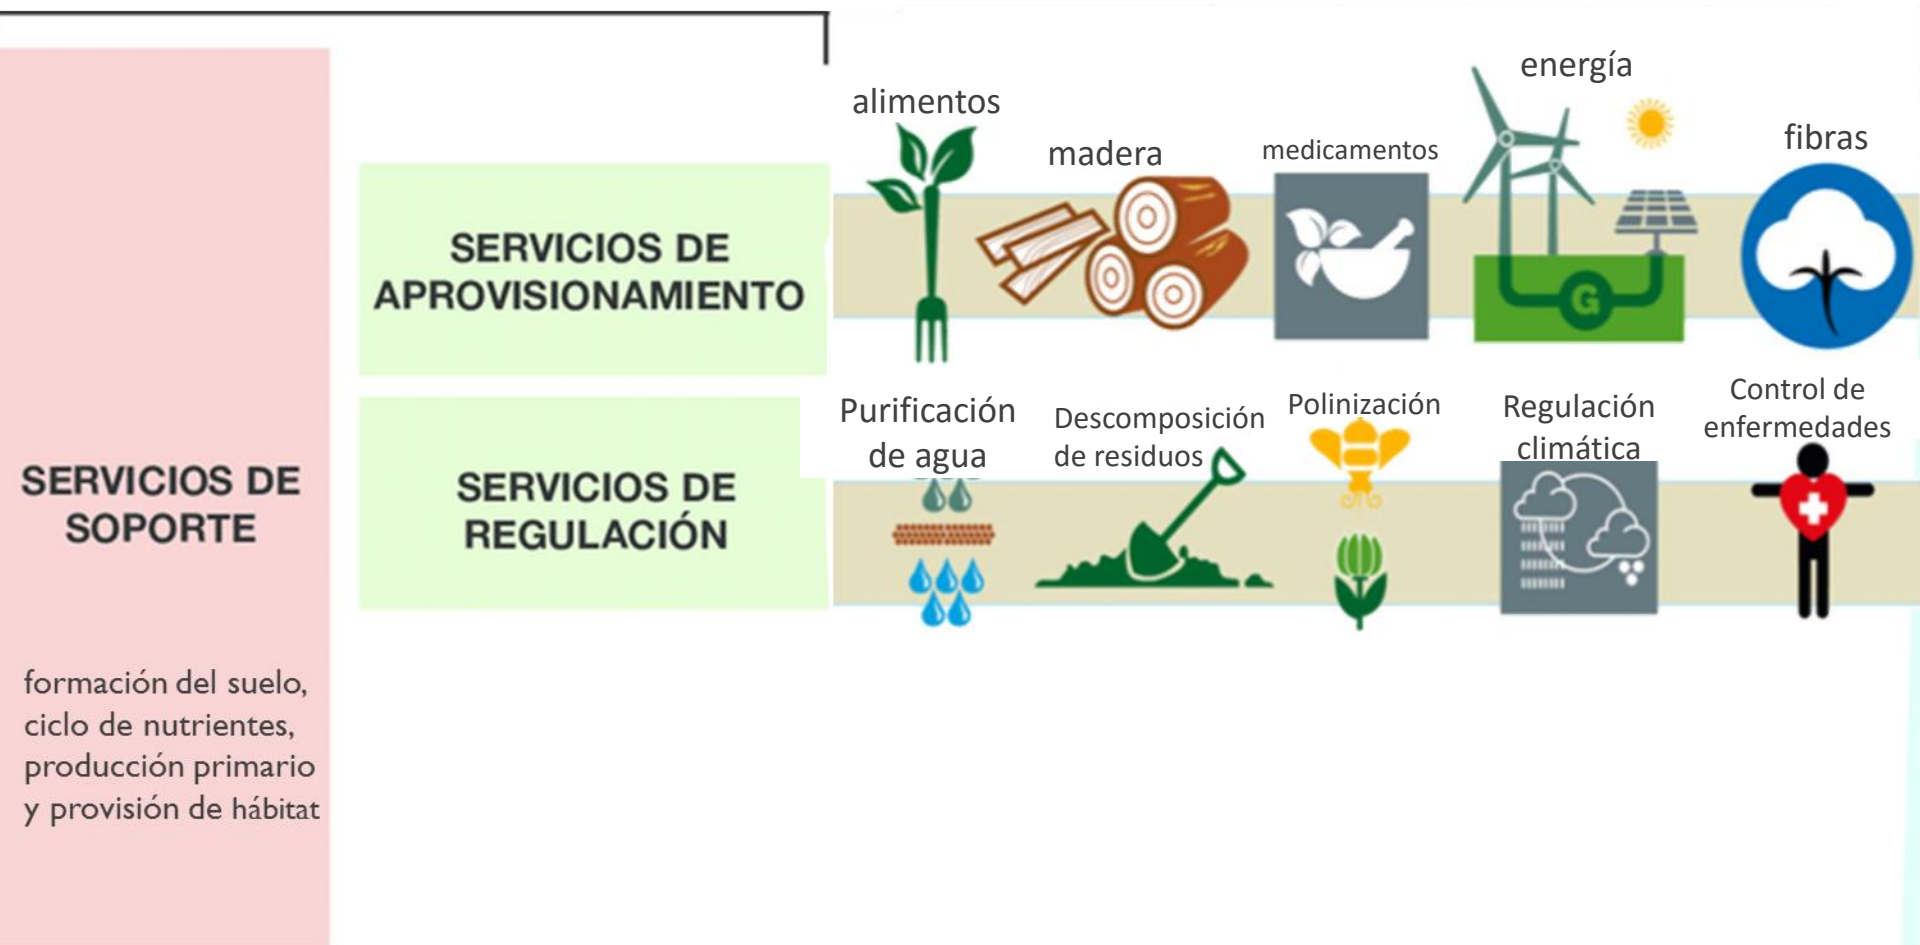 SERVICIOS DE
SOPORTE
formación del suelo,
ciclo de nutrientes,
producción primario
y provisión de hábitat
SERVICIOS DE
APROVISIONAMIENTO
alimentos
madera
medicamentos
energía
G
fibras
SERVICIOS DE
REGULACIÓN
Purificación
de agua
Descomposición
de residuos
Polinización
Regulación
climática
Control de
enfermedades